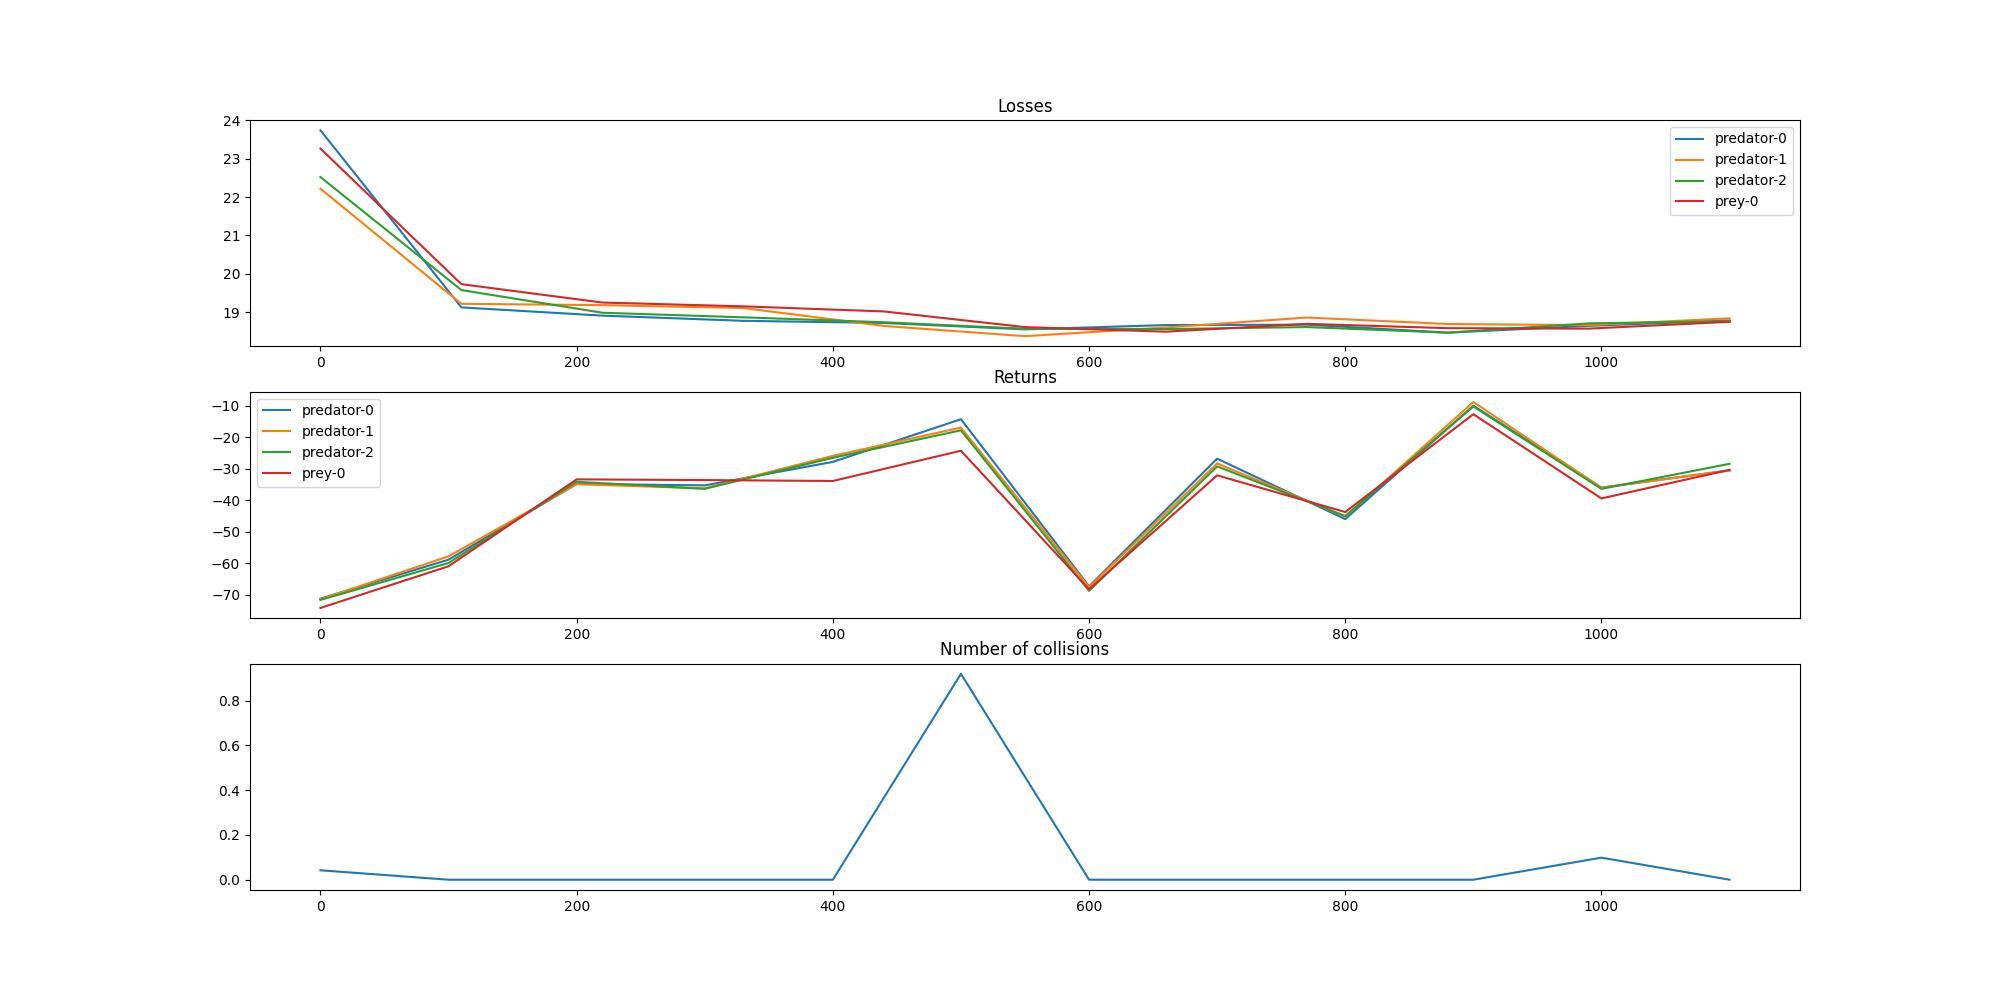 Losses
24
23
22
21
20
19
predator-0
predator-1
predator-2
prey-0
0 200 400 600 800 1000
Returns
−10
−20
−30
−40
−50
−60
−70
predator-0
predator-1
predator-2
prey-0
0 200 400 600 800 1000
Number of collisions
0.8
0.6
0.4
0.2
0.0
0 200 400 600 800 1000